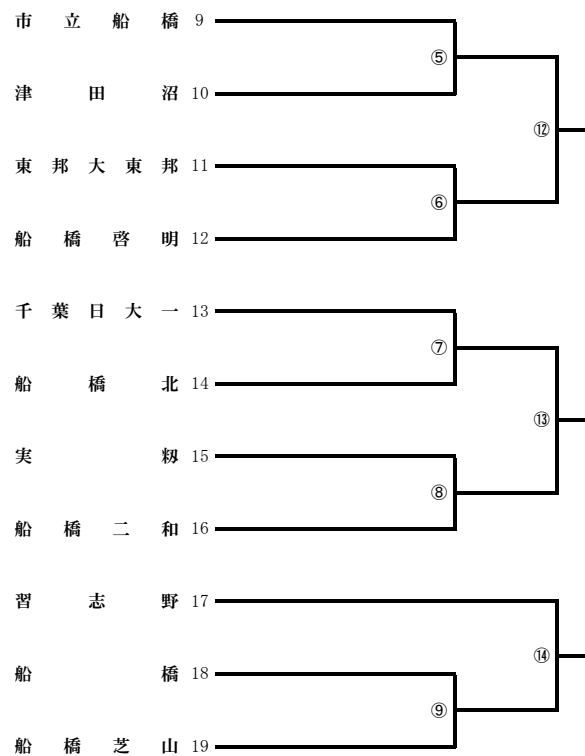 市立船橋 9
⑤
津田沼 10
⑫
東邦大東邦 11
⑥
船橋啓明 12
千葉日大一 13
⑦
船橋北 14
⑬
実籾 15
⑧
船橋二和 16
習志野 17
⑭
船橋 18
⑨
船橋芝山 19